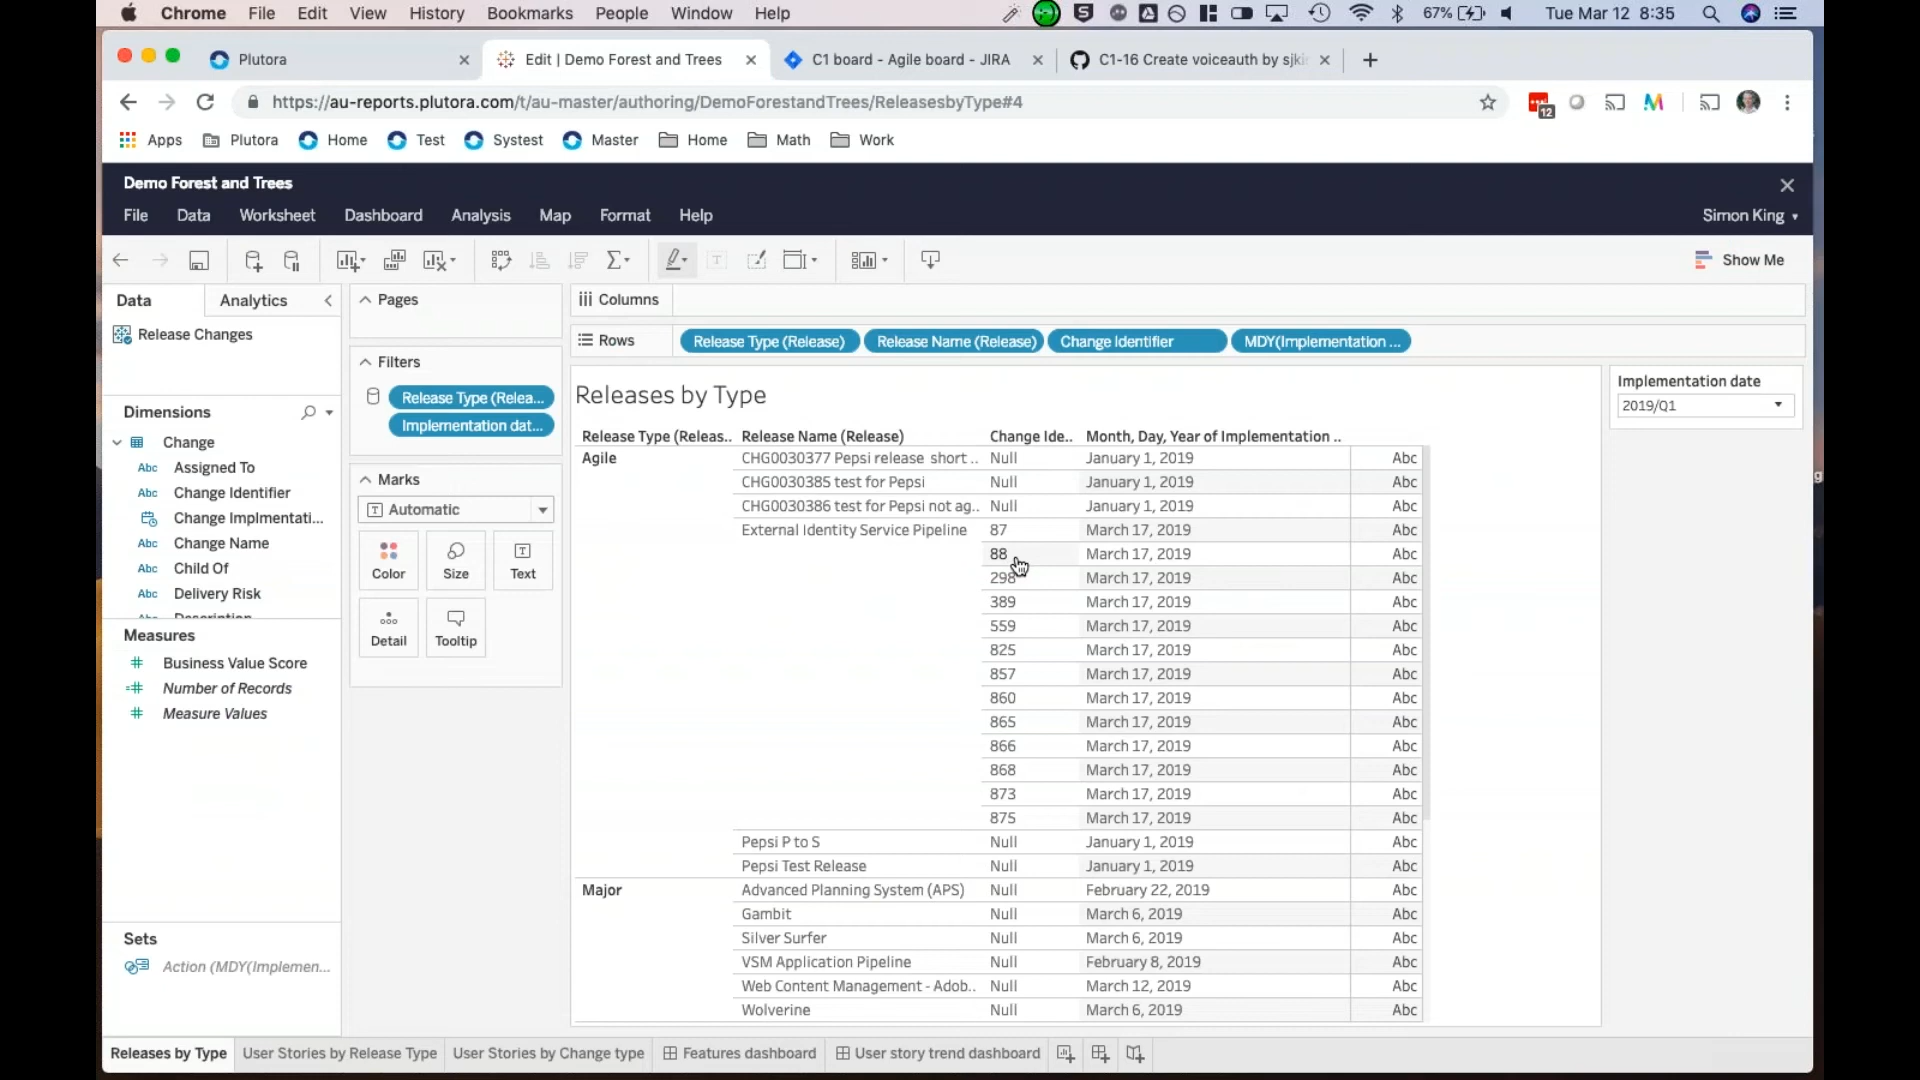 Chrome File Edit View History Bookmarks People Window Help 67% Tue Mar 12 8:35
Plutora Edit | Demo Forest and Trees C1 board - Agile board - JIRA C1-16 Create voiceauth by sjki
https://au-reports.plutora.com/t/au-master/authoring/DemoForestandTrees/ReleasesbyType#4 12
Apps Plutora Home Test Systest Master Home Math Work
Demo Forest and Trees
File Data Worksheet Dashboard Analysis Map Format Help Simon King
Show Me
Data Analytics Pages Columns
Release Changes Rows Release Type (Release) Release Name (Release) Change Identifier MDY(Implementation ...
Filters
Release Type (Relea...
Implementation dat...
Implementation date
2019/Q1
Dimensions
Change
Abc Assigned To
Abc Change Identifier
Change Implmentati...
Abc Change Name
Abc Child Of
Abc Delivery Risk
Abc Description
Measures
Business Value Score
Number of Records
Measure Values
Sets
Action (MDY(Implemen...
Marks
Automatic
Color Size Text
Detail Tooltip
Releases by Type
Release Type (Releas.. Release Name (Release) Change Ide.. Month, Day, Year of Implementation ..
Agile CHG0030377 Pepsi release short .. Null January 1, 2019 Abc
CHG0030385 test for Pepsi Null January 1, 2019 Abc
CHG0030386 test for Pepsi not ag.. Null January 1, 2019 Abc
External Identity Service Pipeline 87 March 17, 2019 Abc
88 March 17, 2019 Abc
298 March 17, 2019 Abc
389 March 17, 2019 Abc
559 March 17, 2019 Abc
825 March 17, 2019 Abc
857 March 17, 2019 Abc
860 March 17, 2019 Abc
865 March 17, 2019 Abc
866 March 17, 2019 Abc
868 March 17, 2019 Abc
873 March 17, 2019 Abc
875 March 17, 2019 Abc
Pepsi P to S Null January 1, 2019 Abc
Pepsi Test Release Null January 1, 2019 Abc
Major Advanced Planning System (APS) Null February 22, 2019 Abc
Gambit Null March 6, 2019 Abc
Silver Surfer Null March 6, 2019 Abc
VSM Application Pipeline Null February 8, 2019 Abc
Web Content Management - Adob.. Null March 12, 2019 Abc
Wolverine Null March 6, 2019 Abc
Releases by Type User Stories by Release Type User Stories by Change type Features dashboard User story trend dashboard